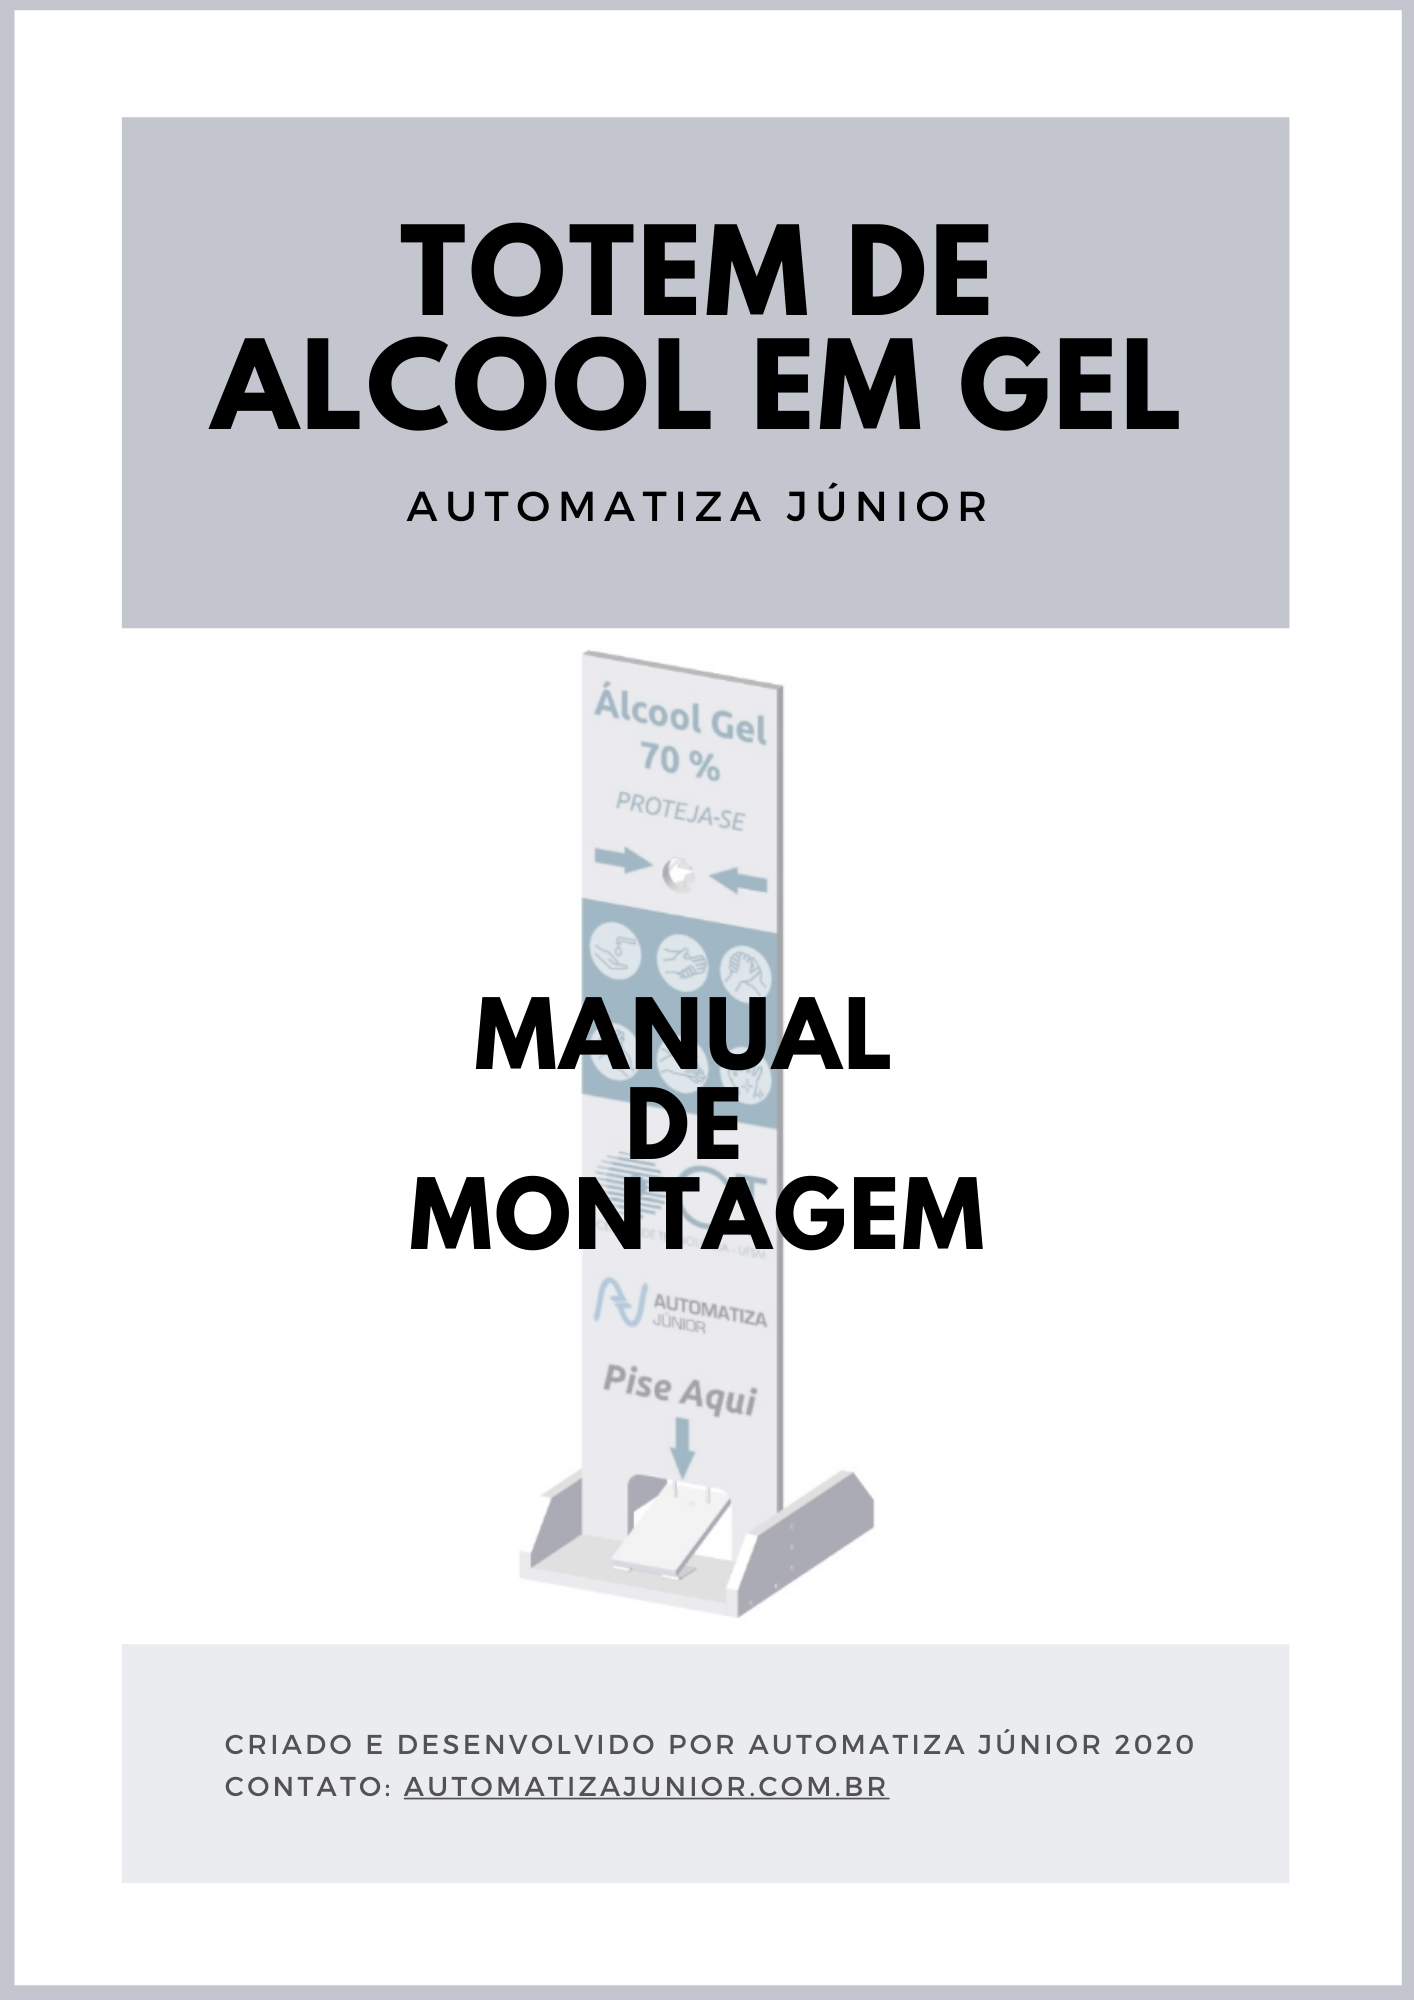 TOTEM DE
ALCOOL EM GEL
AUTOMATIZA JÚNIOR
Álcool Gel
70 %
PROTEJA-SE
MANUAL
DE
MONTAGEM
CT
AUTOMATIZA
JÚNIOR
Pise Aqui
CRIADO E DESENVOLVIDO POR AUTOMATIZA JÚNIOR 2020
CONTATO: AUTOMATIZAJUNIOR.COM.BR